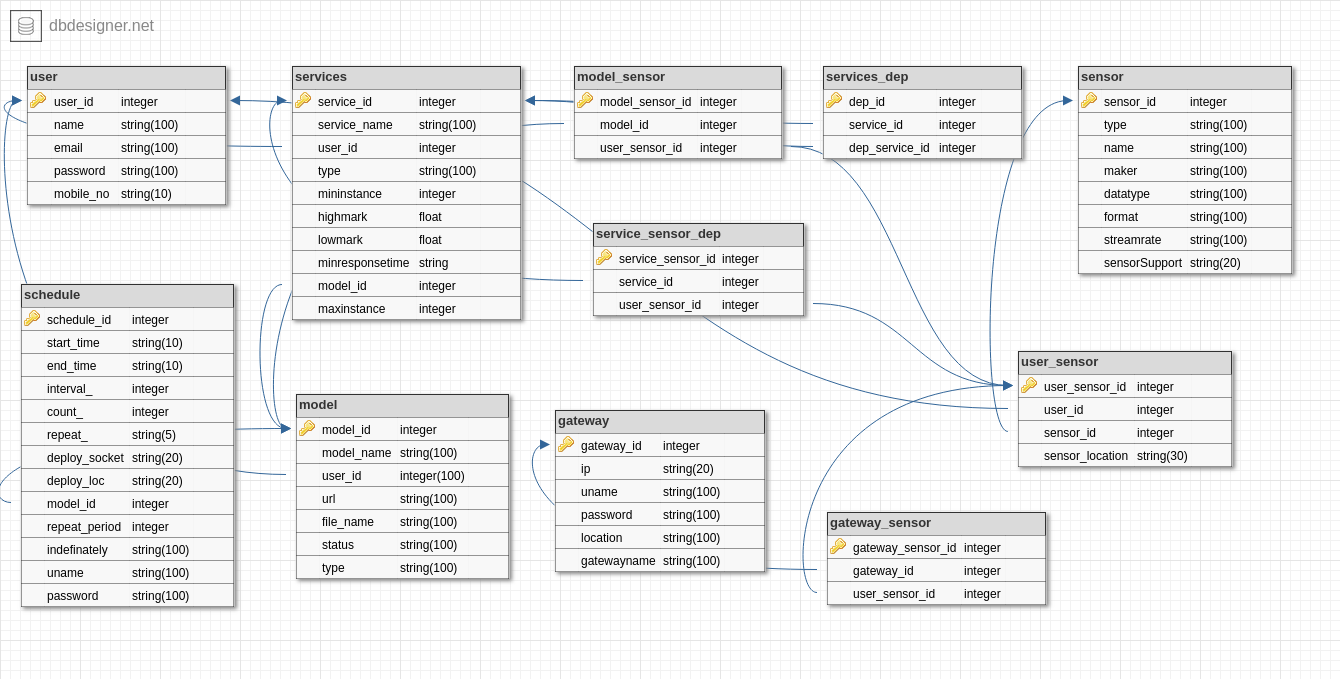 dbdesigner.net
user
user_id integer
name string(100)
email string(100)
password string(100)
mobile_no string(10)
services
service_id integer
service_name string(100)
user_id integer
type string(100)
mininstance integer
highmark float
lowmark float
minresponsetime string
model_id integer
maxinstance integer
model_sensor
model_sensor_id integer
model_id integer
user_sensor_id integer
services_dep
dep_id integer
service_id integer
dep_service_id integer
sensor
sensor_id integer
type string(100)
name string(100)
maker string(100)
datatype string(100)
format string(100)
streamrate string(100)
sensorSupport string(20)
service_sensor_dep
service_sensor_id integer
service_id integer
user_sensor_id integer
schedule
schedule_id integer
start_time string(10)
end_time string(10)
interval_ integer
count_ integer
repeat_ string(5)
deploy_socket string(20)
deploy_loc string(20)
model_id integer
repeat_period integer
indefinately string(100)
uname string(100)
password string(100)
model
model_id integer
model_name string(100)
user_id integer(100)
url string(100)
file_name string(100)
status string(100)
type string(100)
gateway
gateway_id integer
ip string(20)
uname string(100)
password string(100)
location string(100)
gatewayname string(100)
user_sensor
user_sensor_id integer
user_id integer
sensor_id integer
sensor_location string(30)
gateway_sensor
gateway_sensor_id integer
gateway_id integer
user_sensor_id integer